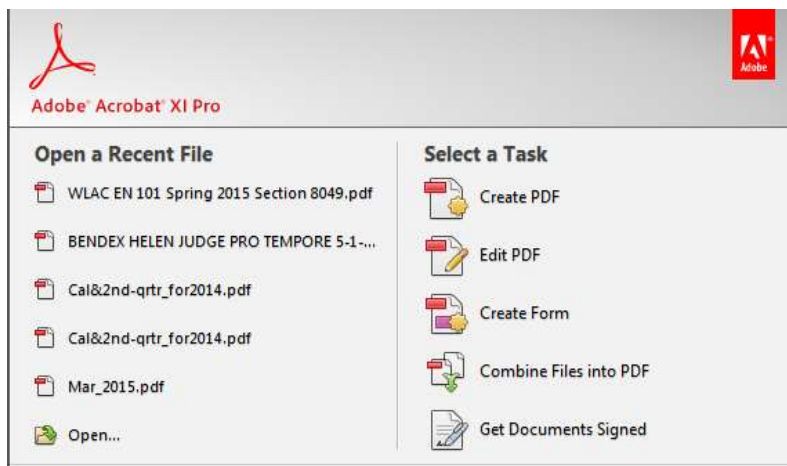 Adobe
Adobe® Acrobat® XI Pro
Open a Recent File
WLAC EN 101 Spring 2015 Section 8049.pdf
BENDEX HELEN JUDGE PRO TEMPORE 5-1-...
Cal&2nd-qrtr_for2014.pdf
Cal&2nd-qrtr_for2014.pdf
Mar_2015.pdf
Open...
Select a Task
Create PDF
Edit PDF
Create Form
Combine Files into PDF
Get Documents Signed